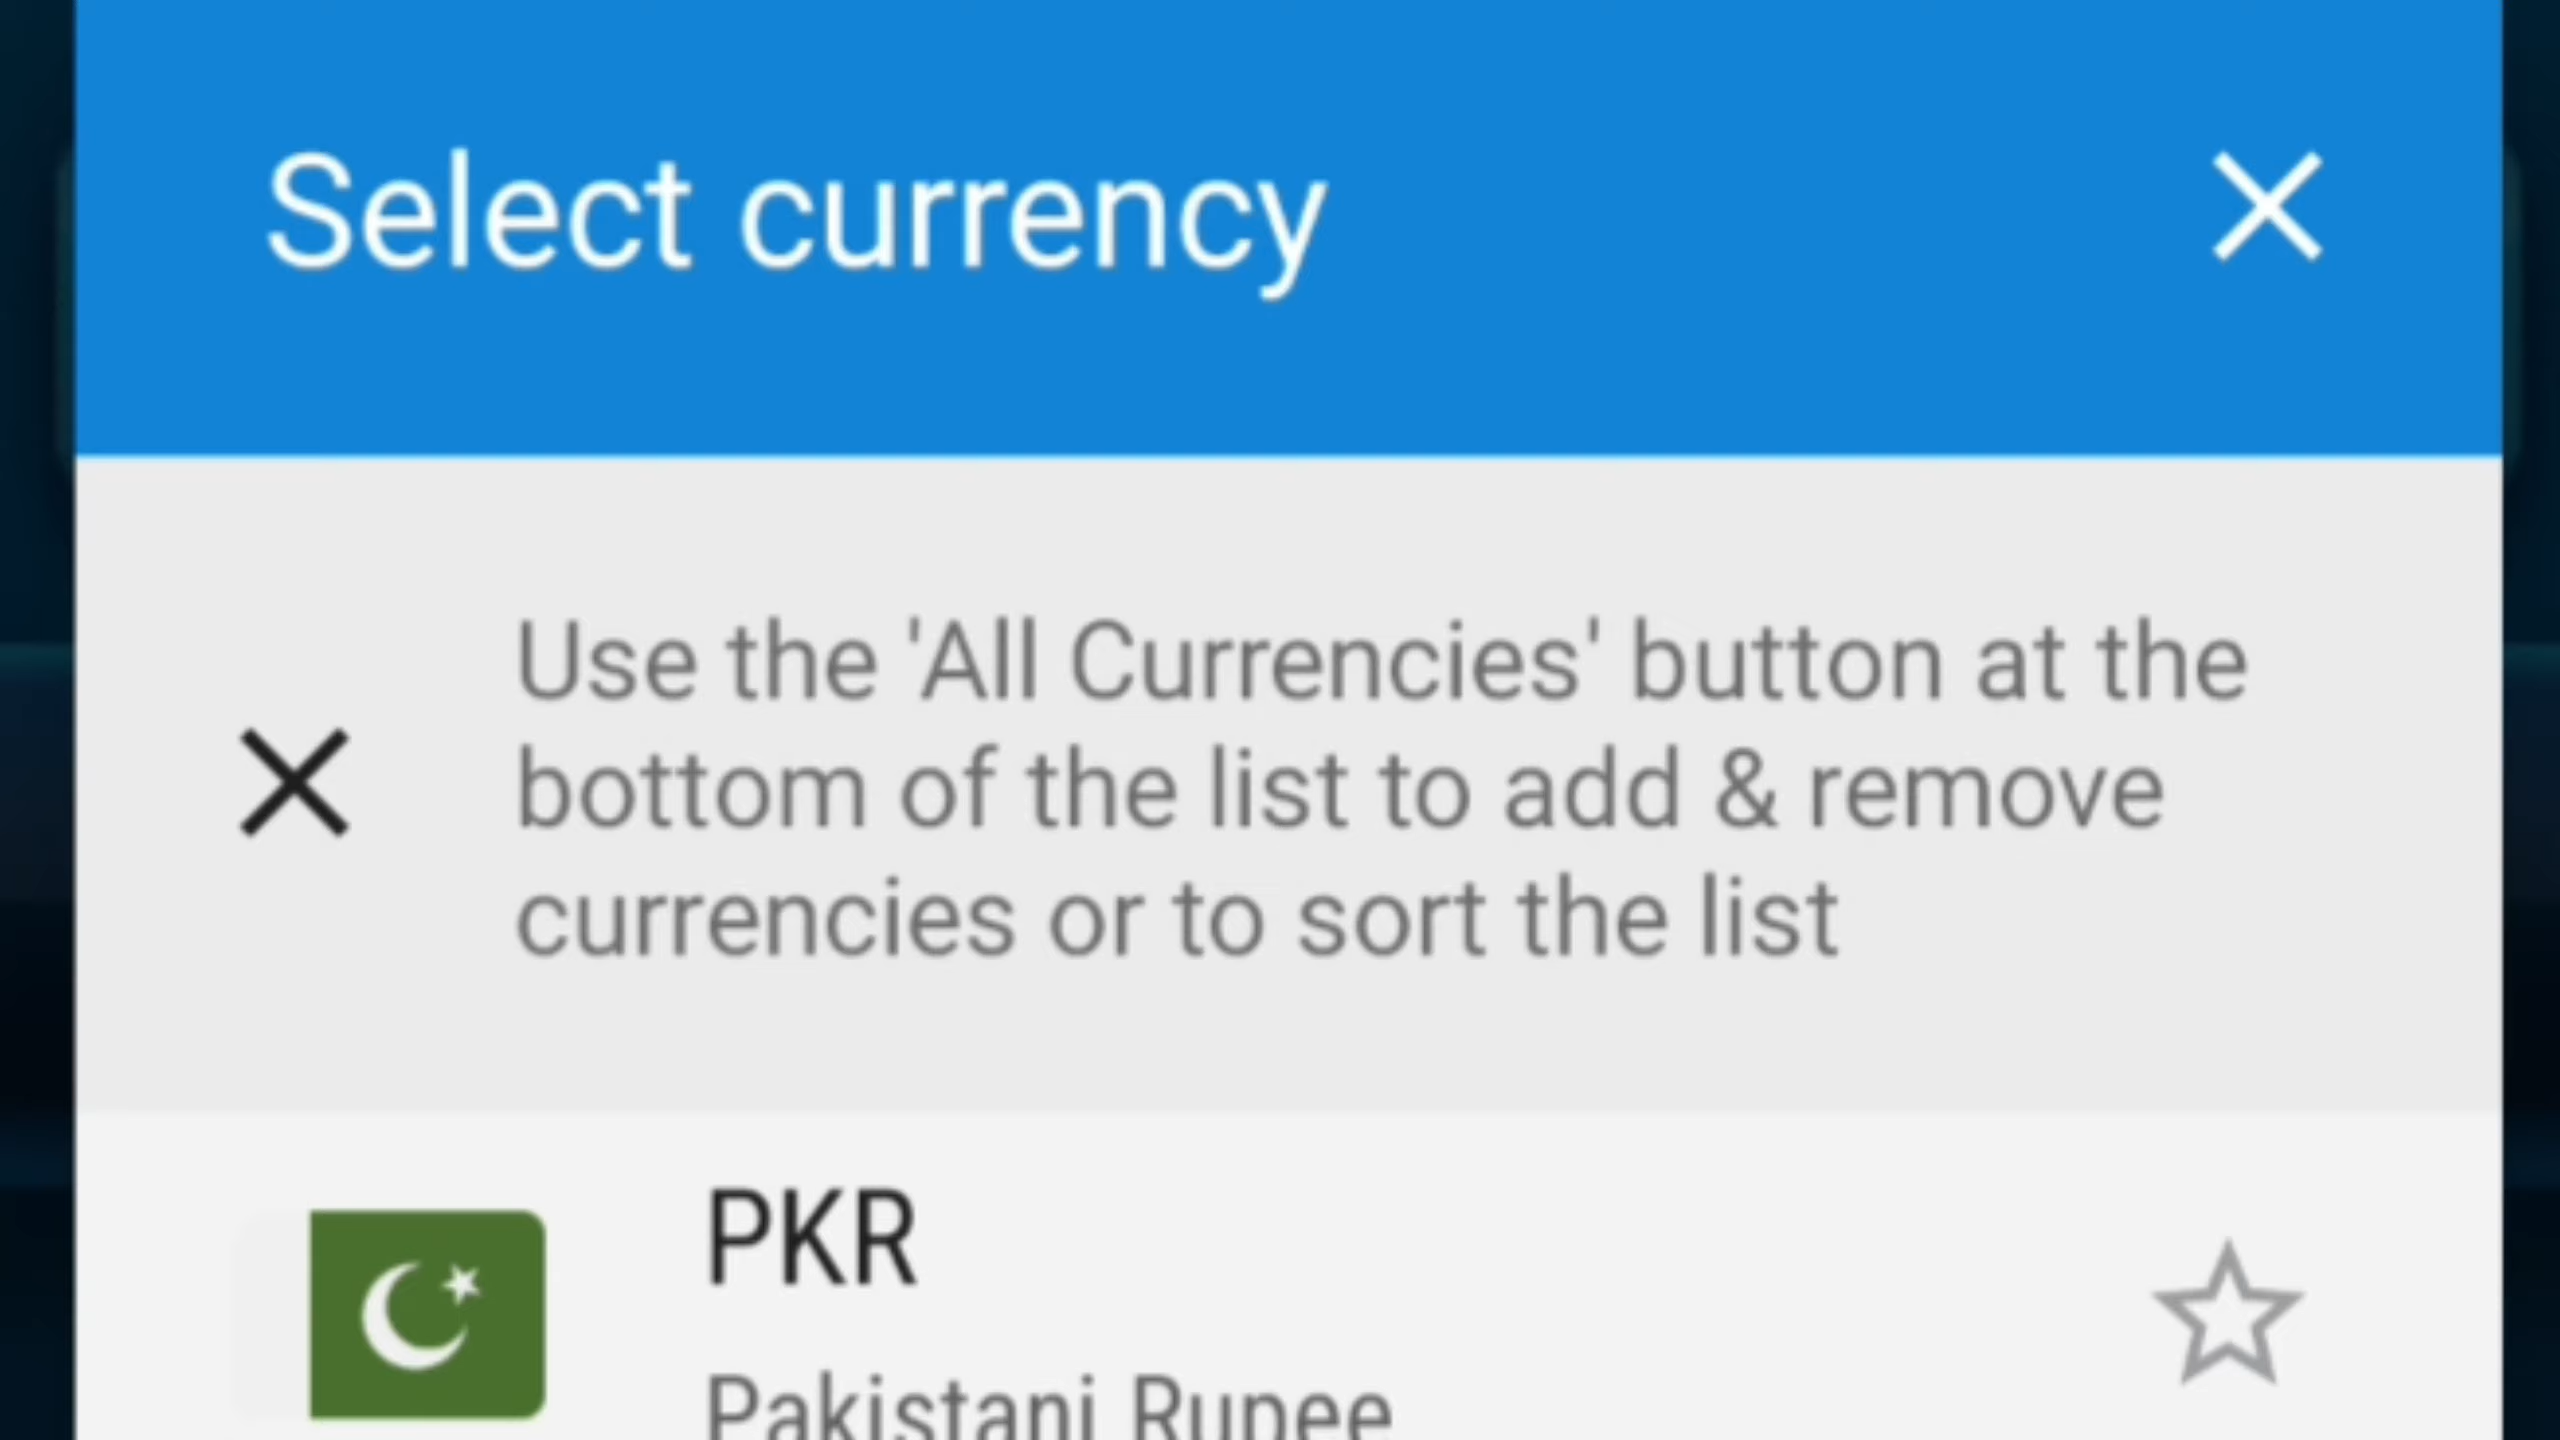 Select currency
Use the 'All Currencies' button at the
bottom of the list to add & remove
currencies or to sort the list
PKR
Pakistani Rupee